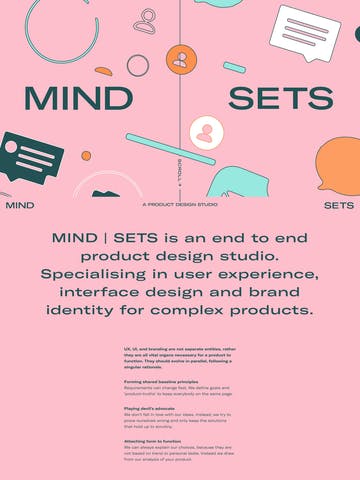 MIND SETS
SCROLL
MIND A PRODUCT DESIGN STUDIO SETS
MIND | SETS is an end to end
product design studio.
Specialising in user experience,
interface design and brand
identity for complex products.
UX, UI, and branding are not separate entities, rather
they are all vital organs necessary for a product to
function. They should evolve in parallel, following a
singular rationale.
Forming shared baseline principles
Requirements can change fast. We define goals and
'product-truths' to keep everybody on the same page.
Playing devil's advocate
We don't fall in love with our ideas. Instead, we try to
prove ourselves wrong and only keep the solutions
that hold up to scrutiny.
Attaching form to function
We can always explain our choices, because they are
not based on trend or personal taste. Instead we draw
from our analysis of your product.